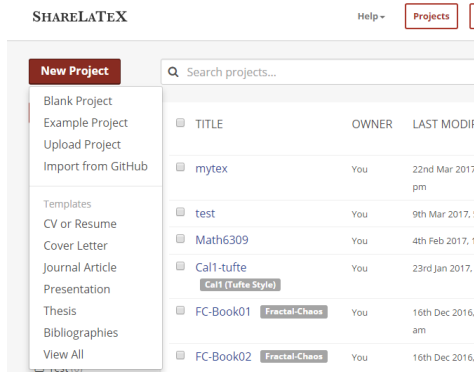 SHARELATEX
Help
Projects
New Project
Search projects...
Blank Project
Example Project
Upload Project
Import from GitHub
Templates
CV or Resume
Cover Letter
Journal Article
Presentation
Thesis
Bibliographies
View All
TITLE OWNER LAST MODIF
mytex You 22nd Mar 2017
pm
test You 9th Mar 2017,
Math6309 You 4th Feb 2017, 1
Cal1-tufte You 23rd Jan 2017,
Cal1 (Tufte Style)
FC-Book01 Fractal-Chaos You 16th Dec 2016,
am
FC-Book02 Fractal-Chaos You 16th Dec 2016,